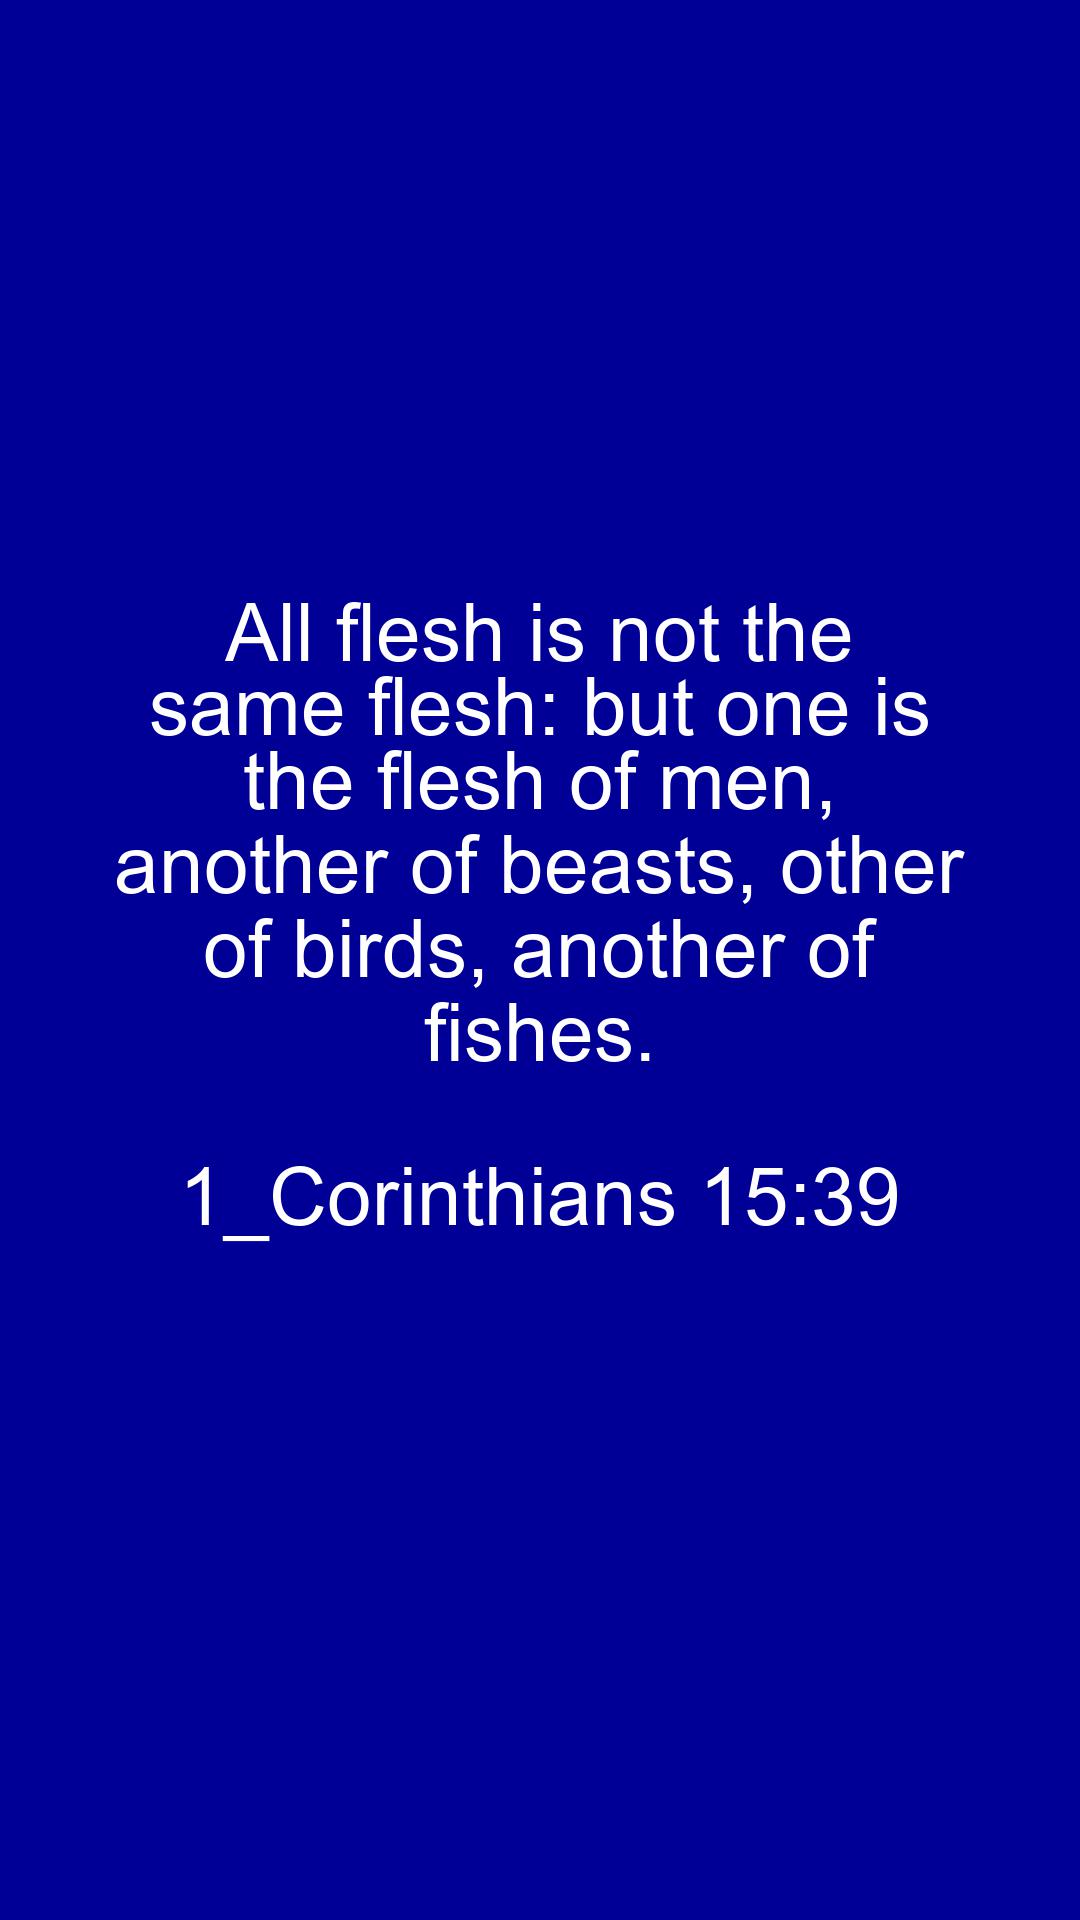 All flesh is not the
same flesh: but one is
the flesh of men,
another of beasts, other
of birds, another of
fishes.
1_Corinthians 15:39